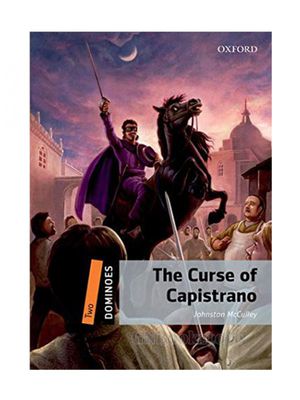 OXFORD
Two
DOMINOES
The Curse of
Capistrano
Johnston McCulley